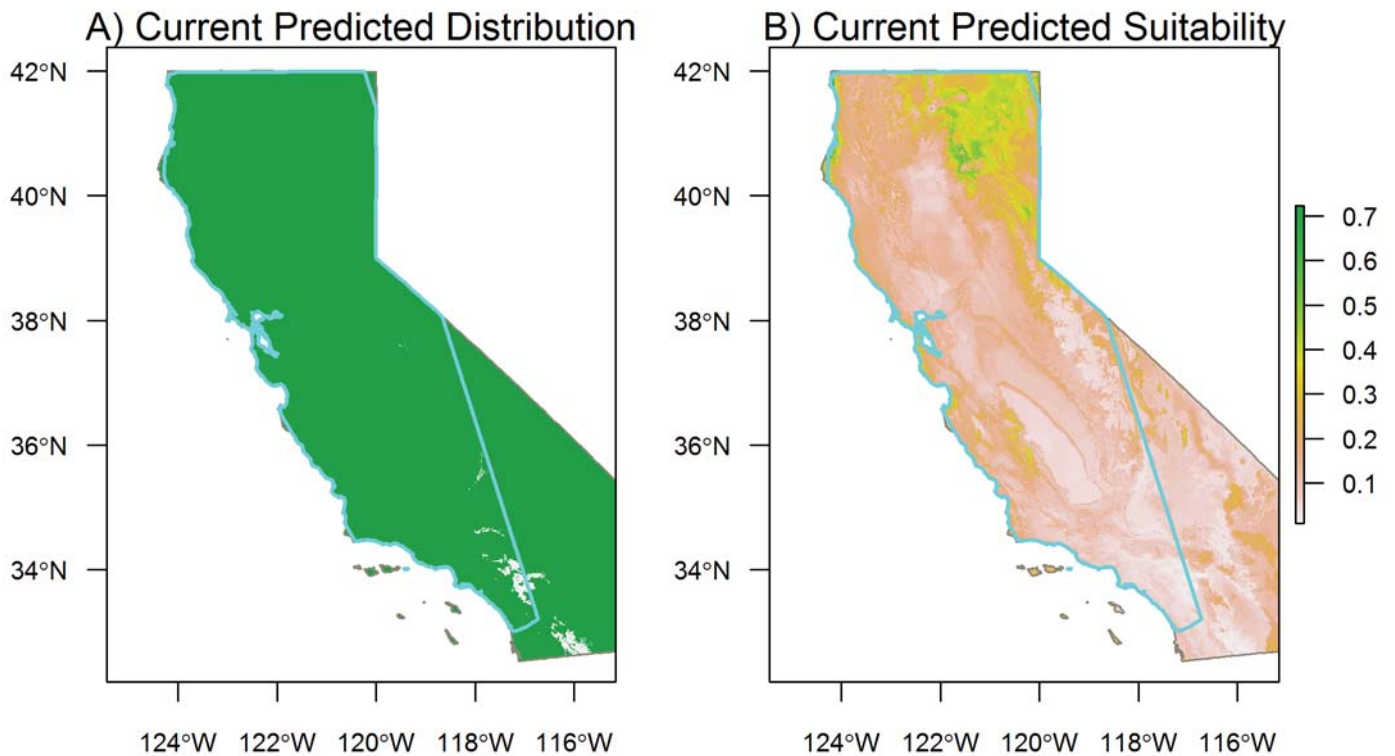 A) Current Predicted Distribution
B) Current Predicted Suitability
42°N
40°N
38°N
36°N
34°N
124°W 122°W 120°W 118°W 116°W
42°N
40°N
38°N
36°N
34°N
124°W 122°W 120°W 118°W 116°W
0.7
0.6
0.5
0.4
0.3
0.2
0.1